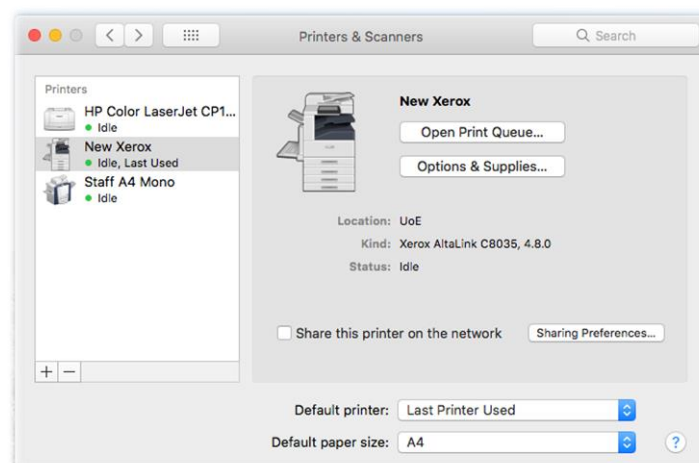 Printers & Scanners
Search
Printers
HP Color LaserJet CP1...
Idle
New Xerox
Idle, Last Used
Staff A4 Mono
Idle
New Xerox
Open Print Queue...
Options & Supplies...
Location: UoE
Kind: Xerox AltaLink C8035, 4.8.0
Status: Idle
Share this printer on the network
Sharing Preferences...
+ −
Default printer: Last Printer Used
Default paper size: A4
?